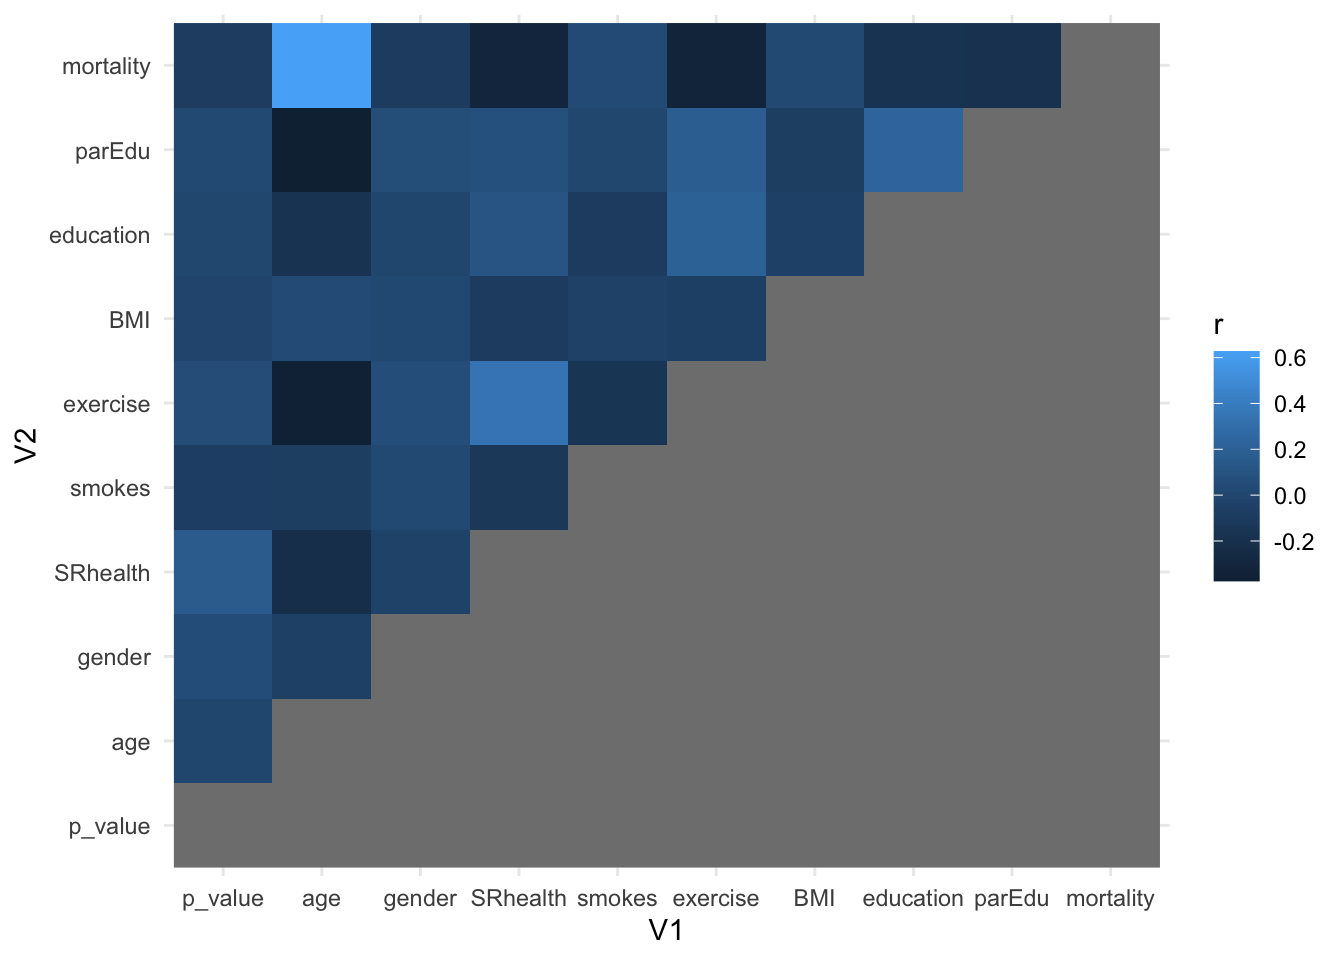 mortality
parEdu
education
BMI
exercise
smokes
SRhealth
gender
age
p_value
V2
p_value age gender SRhealth smokes exercise BMI education parEdu mortality
V1
r
0.6
0.4
0.2
0.0
-0.2